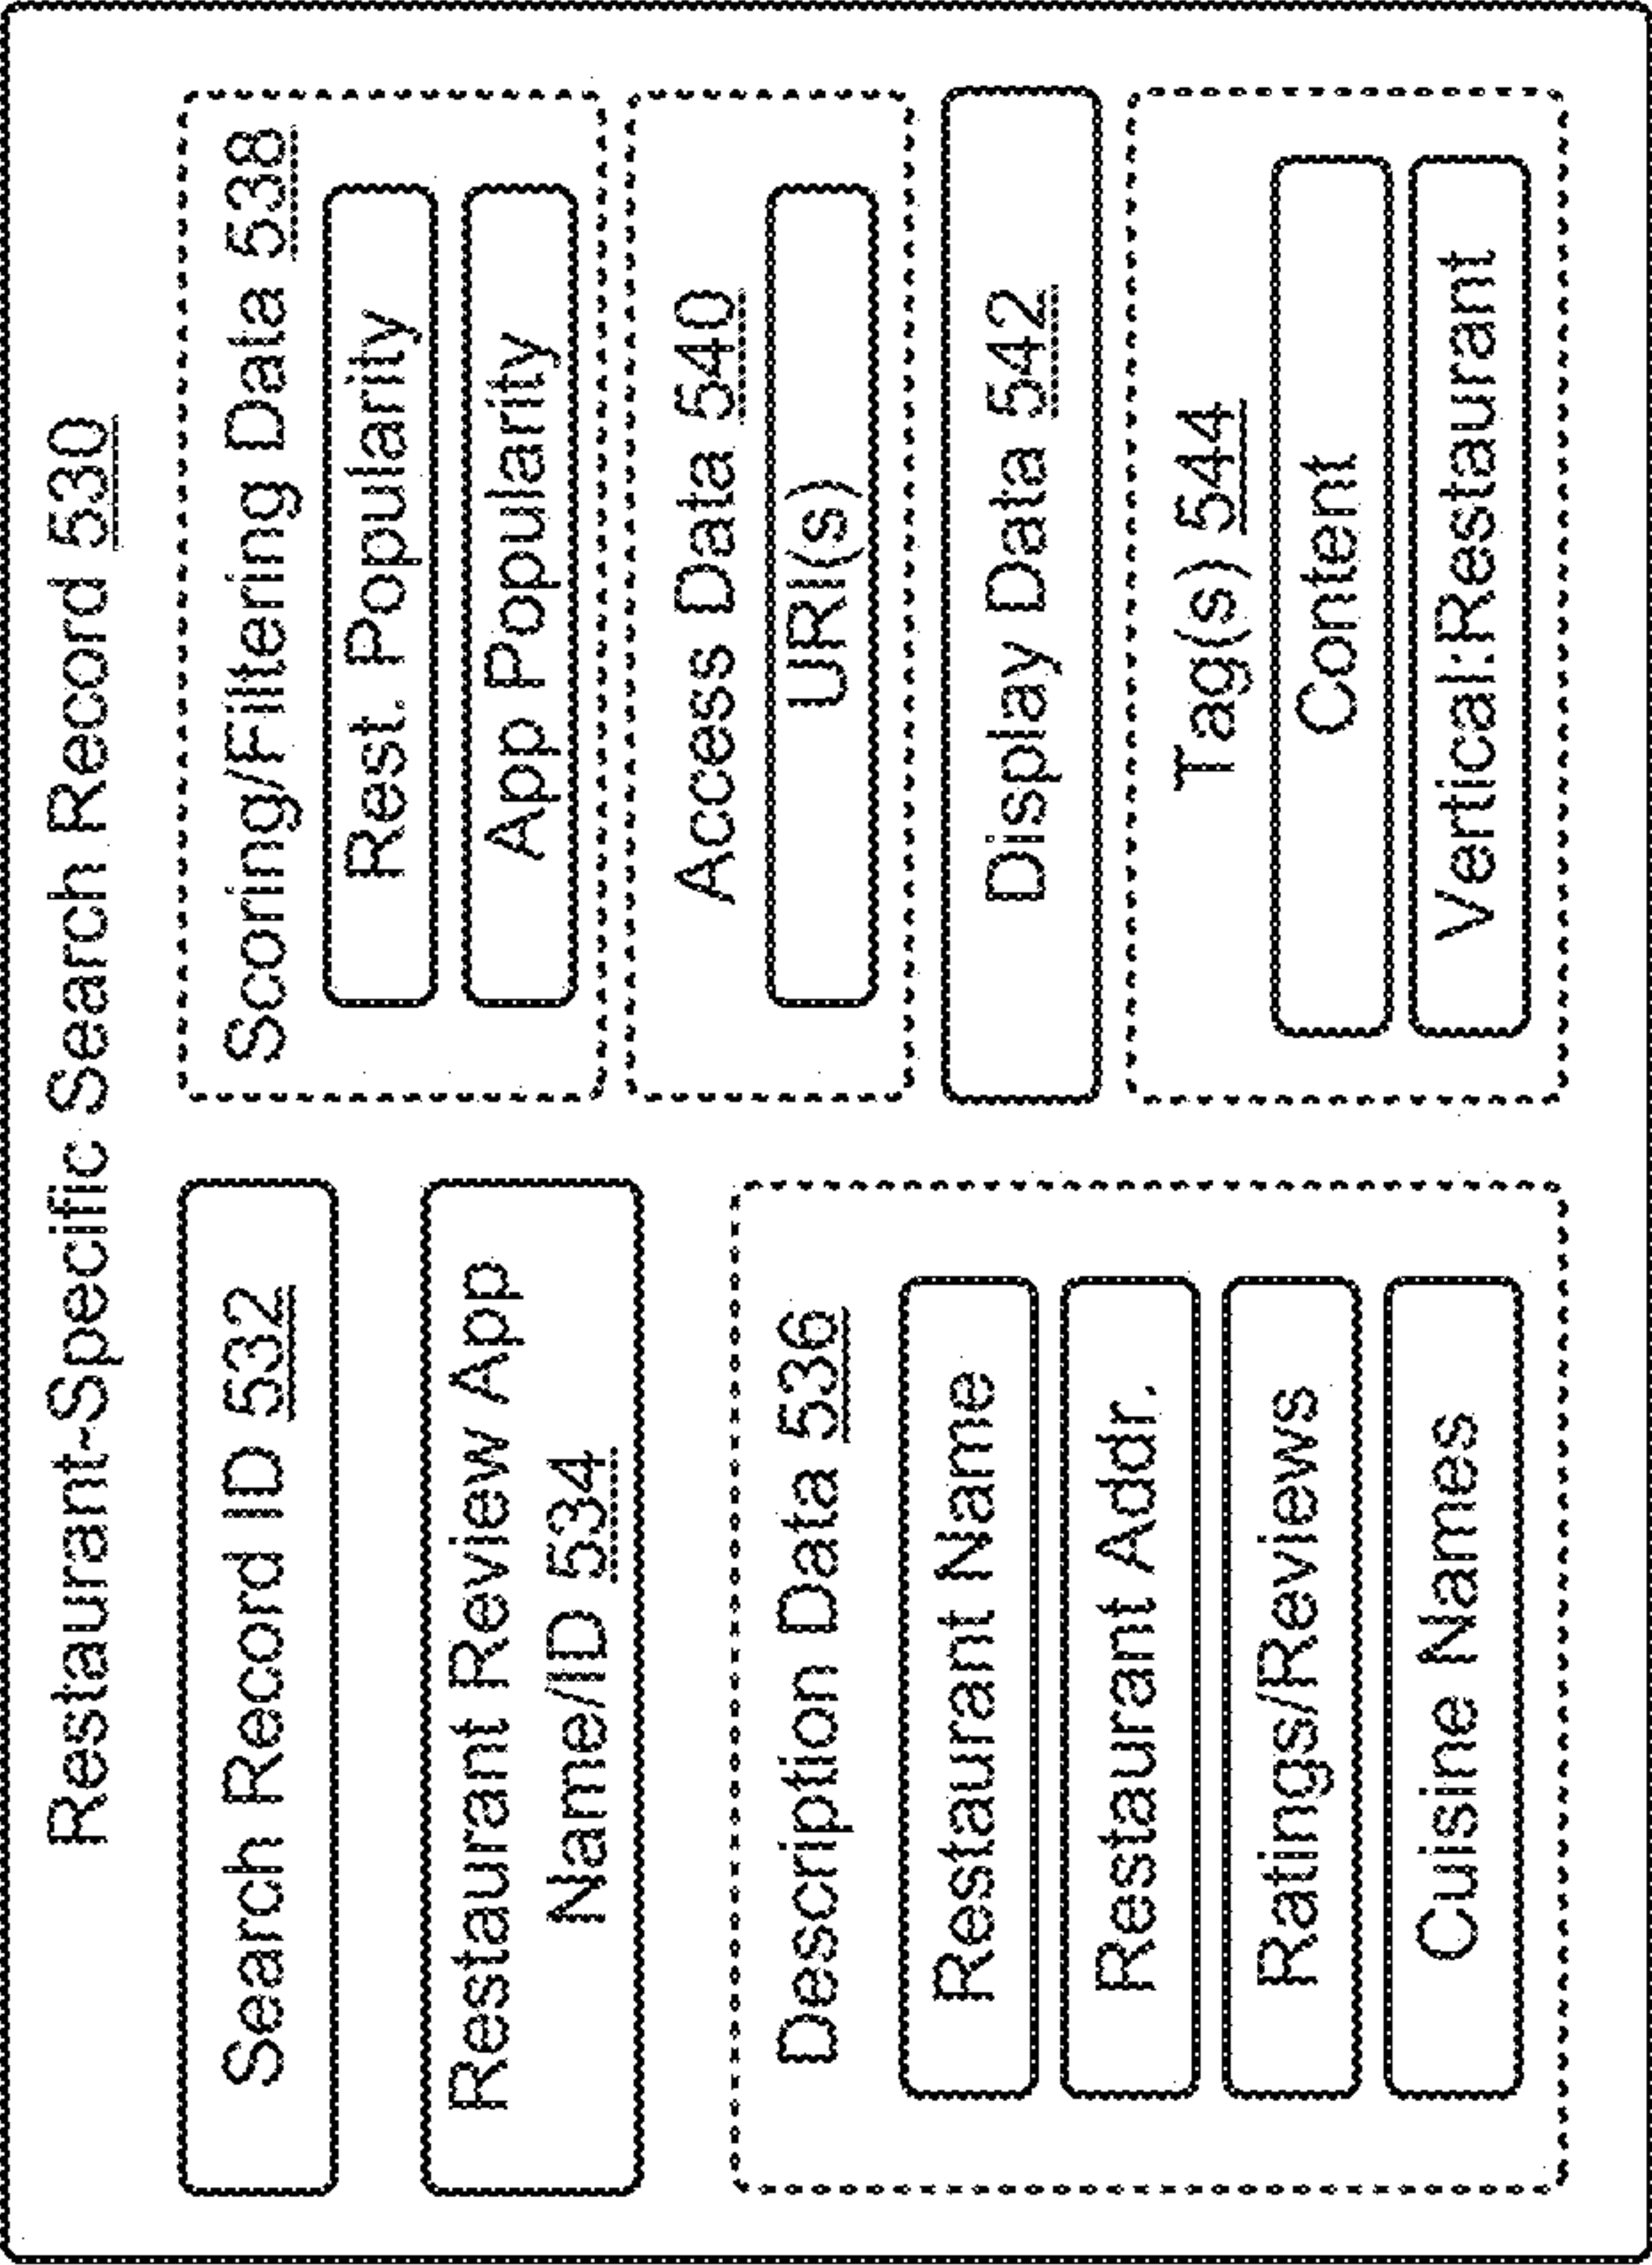 Restaurant-Specific Search Record 530
Search Record ID 532
Restaurant Review App
Name/ID 534
Description Data 536
Restaurant Name
Restaurant Addr.
Ratings/Reviews
Cuisine Names
Scoring/Filtering Data 538
Rest. Popularity
App Popularity
Access Data 540
URI(s)
Display Data 542
Tag(s) 544
Content
Vertical:Restaurant